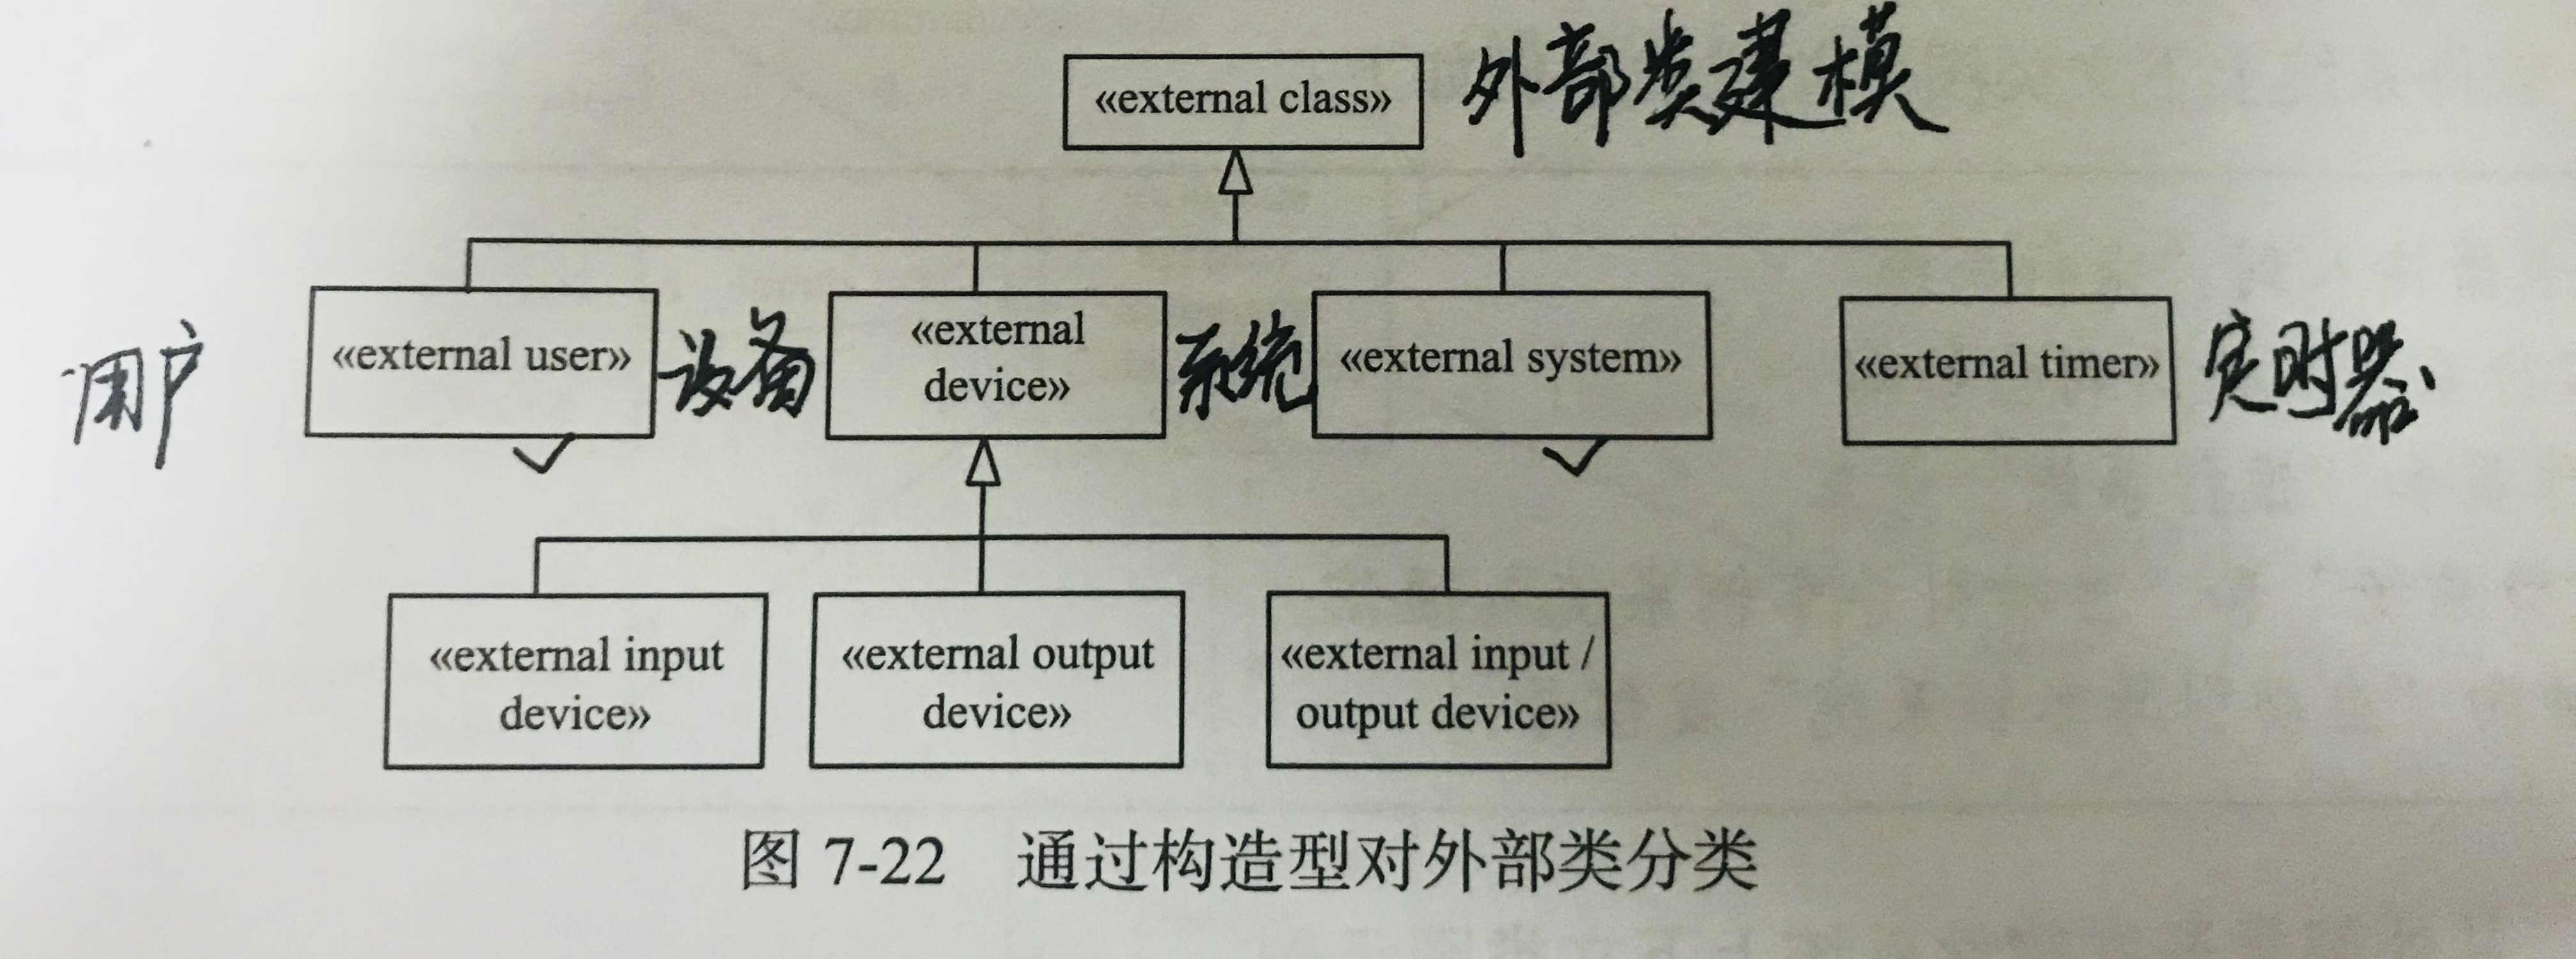 «external class» 外部类建模
用户
«external user»
设备
«external
device»
系统
«external system»
«external timer»
定时器
«external input
device»
«external output
device»
«external input /
output device»
图 7-22 通过构造型对外部类分类